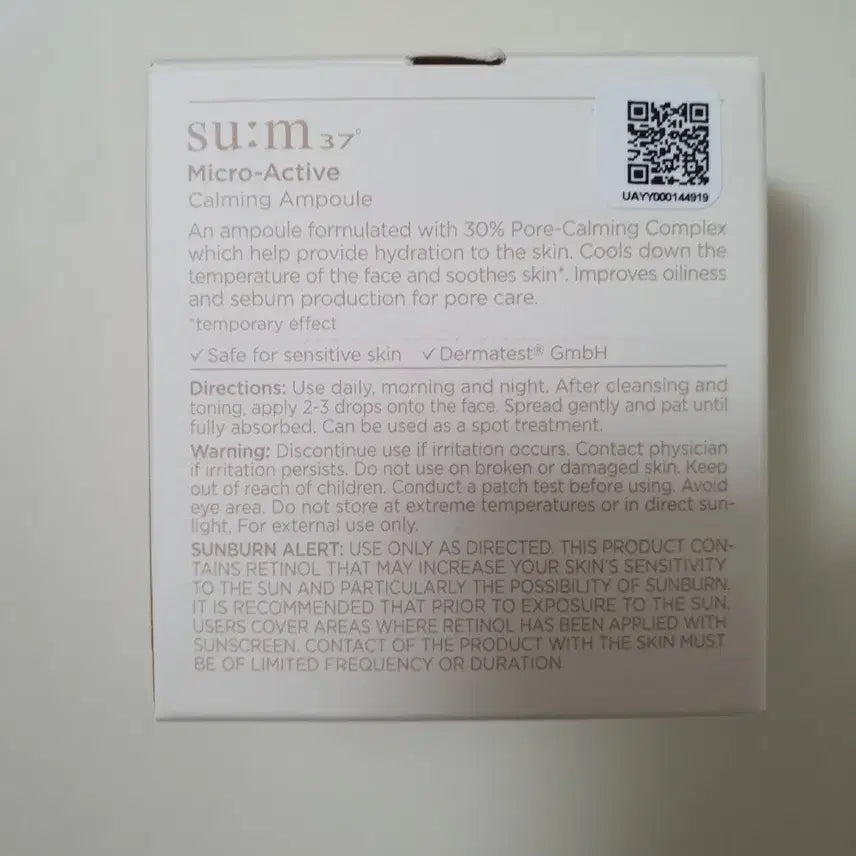 su:m37°
UAYY000144919
Micro-Active
Calming Ampoule
An ampoule formulated with 30% Pore-Calming Complex
which help provide hydration to the skin. Cools down the
temperature of the face and soothes skin*. Improves oiliness
and sebum production for pore care.
*temporary effect
✓ Safe for sensitive skin ✓ Dermatest® GmbH
Directions: Use daily, morning and night. After cleansing and
toning, apply 2-3 drops onto the face. Spread gently and pat until
fully absorbed. Can be used as a spot treatment.
Warning: Discontinue use if irritation occurs. Contact physician
if irritation persists. Do not use on broken or damaged skin. Keep
out of reach of children. Conduct a patch test before using. Avoid
eye area. Do not store at extreme temperatures or in direct sun-
light. For external use only.
SUNBURN ALERT: USE ONLY AS DIRECTED. THIS PRODUCT CON-
TAINS RETINOL THAT MAY INCREASE YOUR SKIN'S SENSITIVITY
TO THE SUN AND PARTICULARLY THE POSSIBILITY OF SUNBURN.
IT IS RECOMMENDED THAT PRIOR TO EXPOSURE TO THE SUN,
USERS COVER AREAS WHERE RETINOL HAS BEEN APPLIED WITH
SUNSCREEN. CONTACT OF THE PRODUCT WITH THE SKIN MUST
BE OF LIMITED FREQUENCY OR DURATION